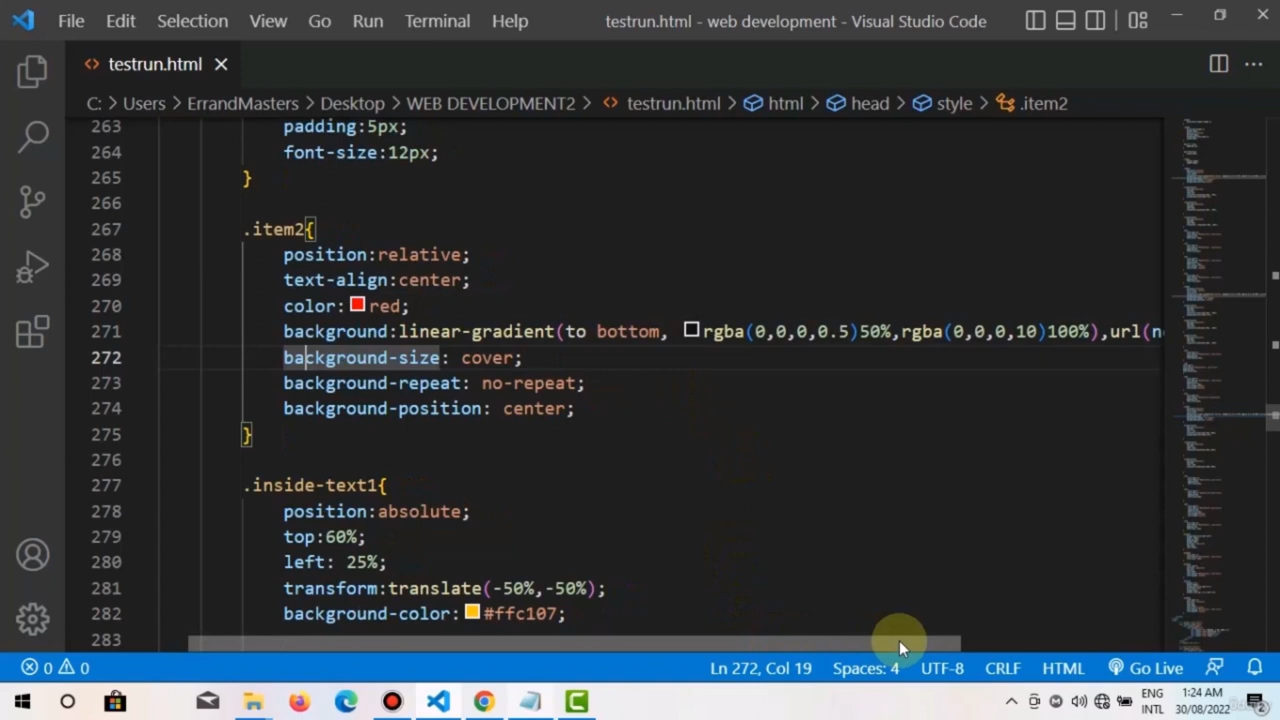 File Edit Selection View Go Run Terminal Help testrun.html - web development - Visual Studio Code
testrun.html
C: > Users > ErrandMasters > Desktop > WEB DEVELOPMENT2 > testrun.html > html > head > style > .item2
263 padding:5px;
264 font-size:12px;
265 }
266
267 .item2{
268 position:relative;
269 text-align:center;
270 color:red;
271 background:linear-gradient(to bottom, rgba(0,0,0,0.5)50%,rgba(0,0,0,10)100%),url(
272 background-size: cover;
273 background-repeat: no-repeat;
274 background-position: center;
275 }
276
277 .inside-text1{
278 position:absolute;
279 top:60%;
280 left: 25%;
281 transform:translate(-50%,-50%);
282 background-color:#ffc107;
283
0 0 Ln 272, Col 19 Spaces: 4 UTF-8 CRLF HTML Go Live
ENG 1:24 AM
INTL 30/08/2022